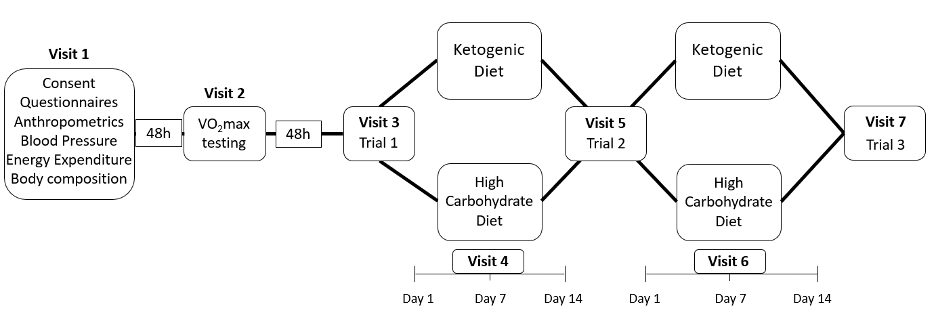 Visit 1
Consent
Questionnaires
Anthropometrics
Blood Pressure
Energy Expenditure
Body composition
48h
Visit 2
VO2max
testing
48h
Visit 3
Trial 1
Ketogenic
Diet
High
Carbohydrate
Diet
Visit 4
Day 1
Day 7
Day 14
Visit 5
Trial 2
Ketogenic
Diet
High
Carbohydrate
Diet
Visit 6
Day 1
Day 7
Day 14
Visit 7
Trial 3